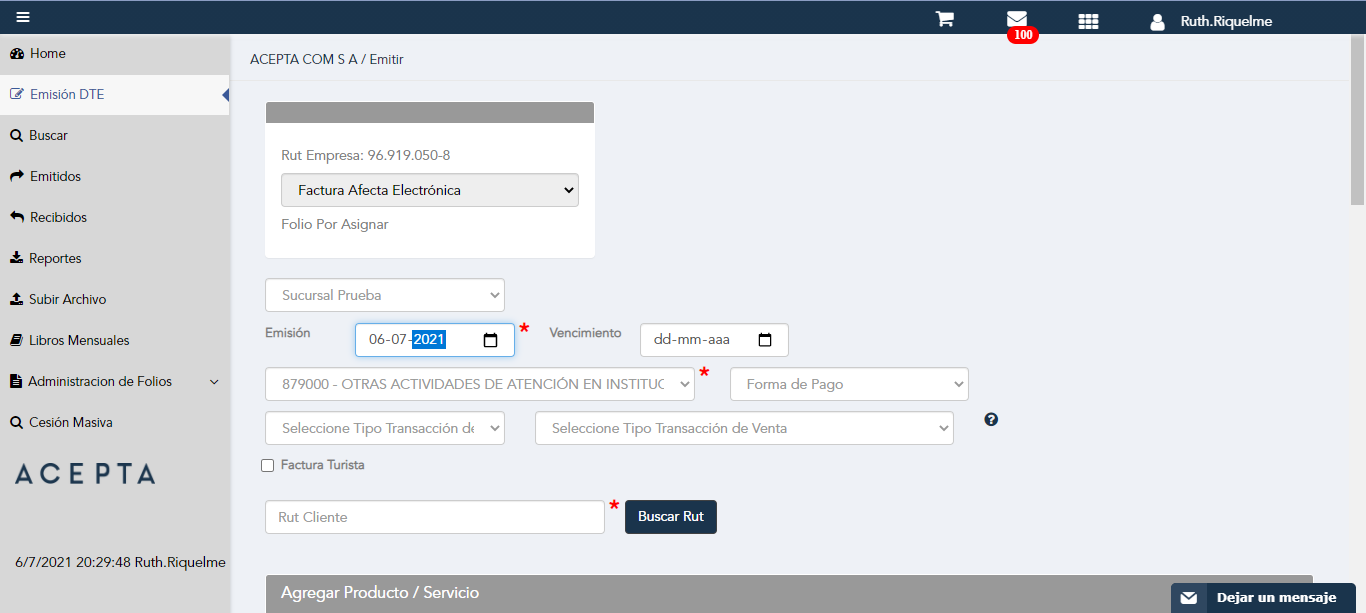 100
Ruth.Riquelme
Home
Emisión DTE
Buscar
Emitidos
Recibidos
Reportes
Subir Archivo
Libros Mensuales
Administracion de Folios
Cesión Masiva
ACEPTA
6/7/2021 20:29:48 Ruth.Riquelme
ACEPTA COM S A / Emitir
Rut Empresa: 96.919.050-8
Factura Afecta Electrónica
Folio Por Asignar
Sucursal Prueba
Emisión 06-07-2021 * Vencimiento dd-mm-aaa
879000 - OTRAS ACTIVIDADES DE ATENCIÓN EN INSTITUC * Forma de Pago
Seleccione Tipo Transacción de Seleccione Tipo Transacción de Venta ?
Factura Turista
Rut Cliente * Buscar Rut
Agregar Producto / Servicio
Dejar un mensaje